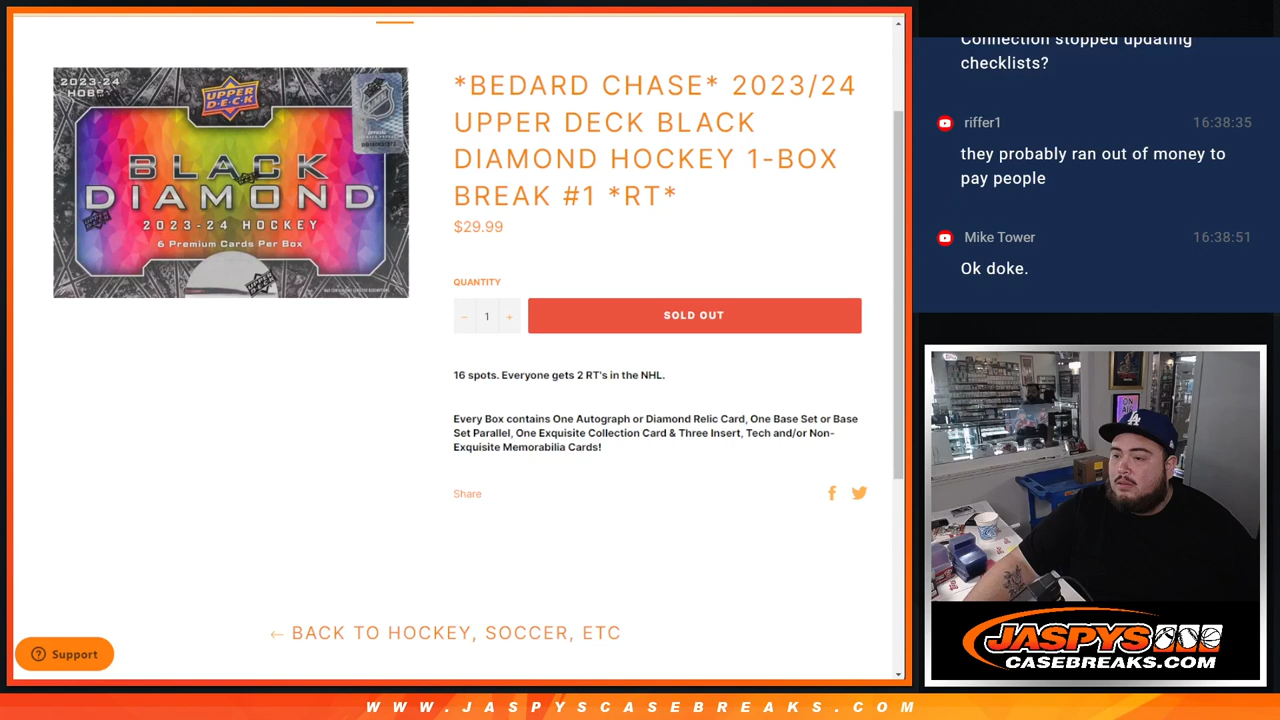 2023-24
HOBBY
UPPER
D·E·C·K
BLACK
DIAMOND
2023-24 HOCKEY
6 Premium Cards Per Box
*BEDARD CHASE* 2023/24
UPPER DECK BLACK
DIAMOND HOCKEY 1-BOX
BREAK #1 *RT*
$29.99
QUANTITY
− 1 +
SOLD OUT
16 spots. Everyone gets 2 RT's in the NHL.
Every Box contains One Autograph or Diamond Relic Card, One Base Set or Base
Set Parallel, One Exquisite Collection Card & Three Insert, Tech and/or Non-
Exquisite Memorabilia Cards!
Share
← BACK TO HOCKEY, SOCCER, ETC
Support
Connection stopped updating
checklists?
riffer1 16:38:35
they probably ran out of money to
pay people
Mike Tower 16:38:51
Ok doke.
ON
AIR
LA
JASPYS
CASEBREAKS.COM
WWW.JASPYSCASEBREAKS.COM